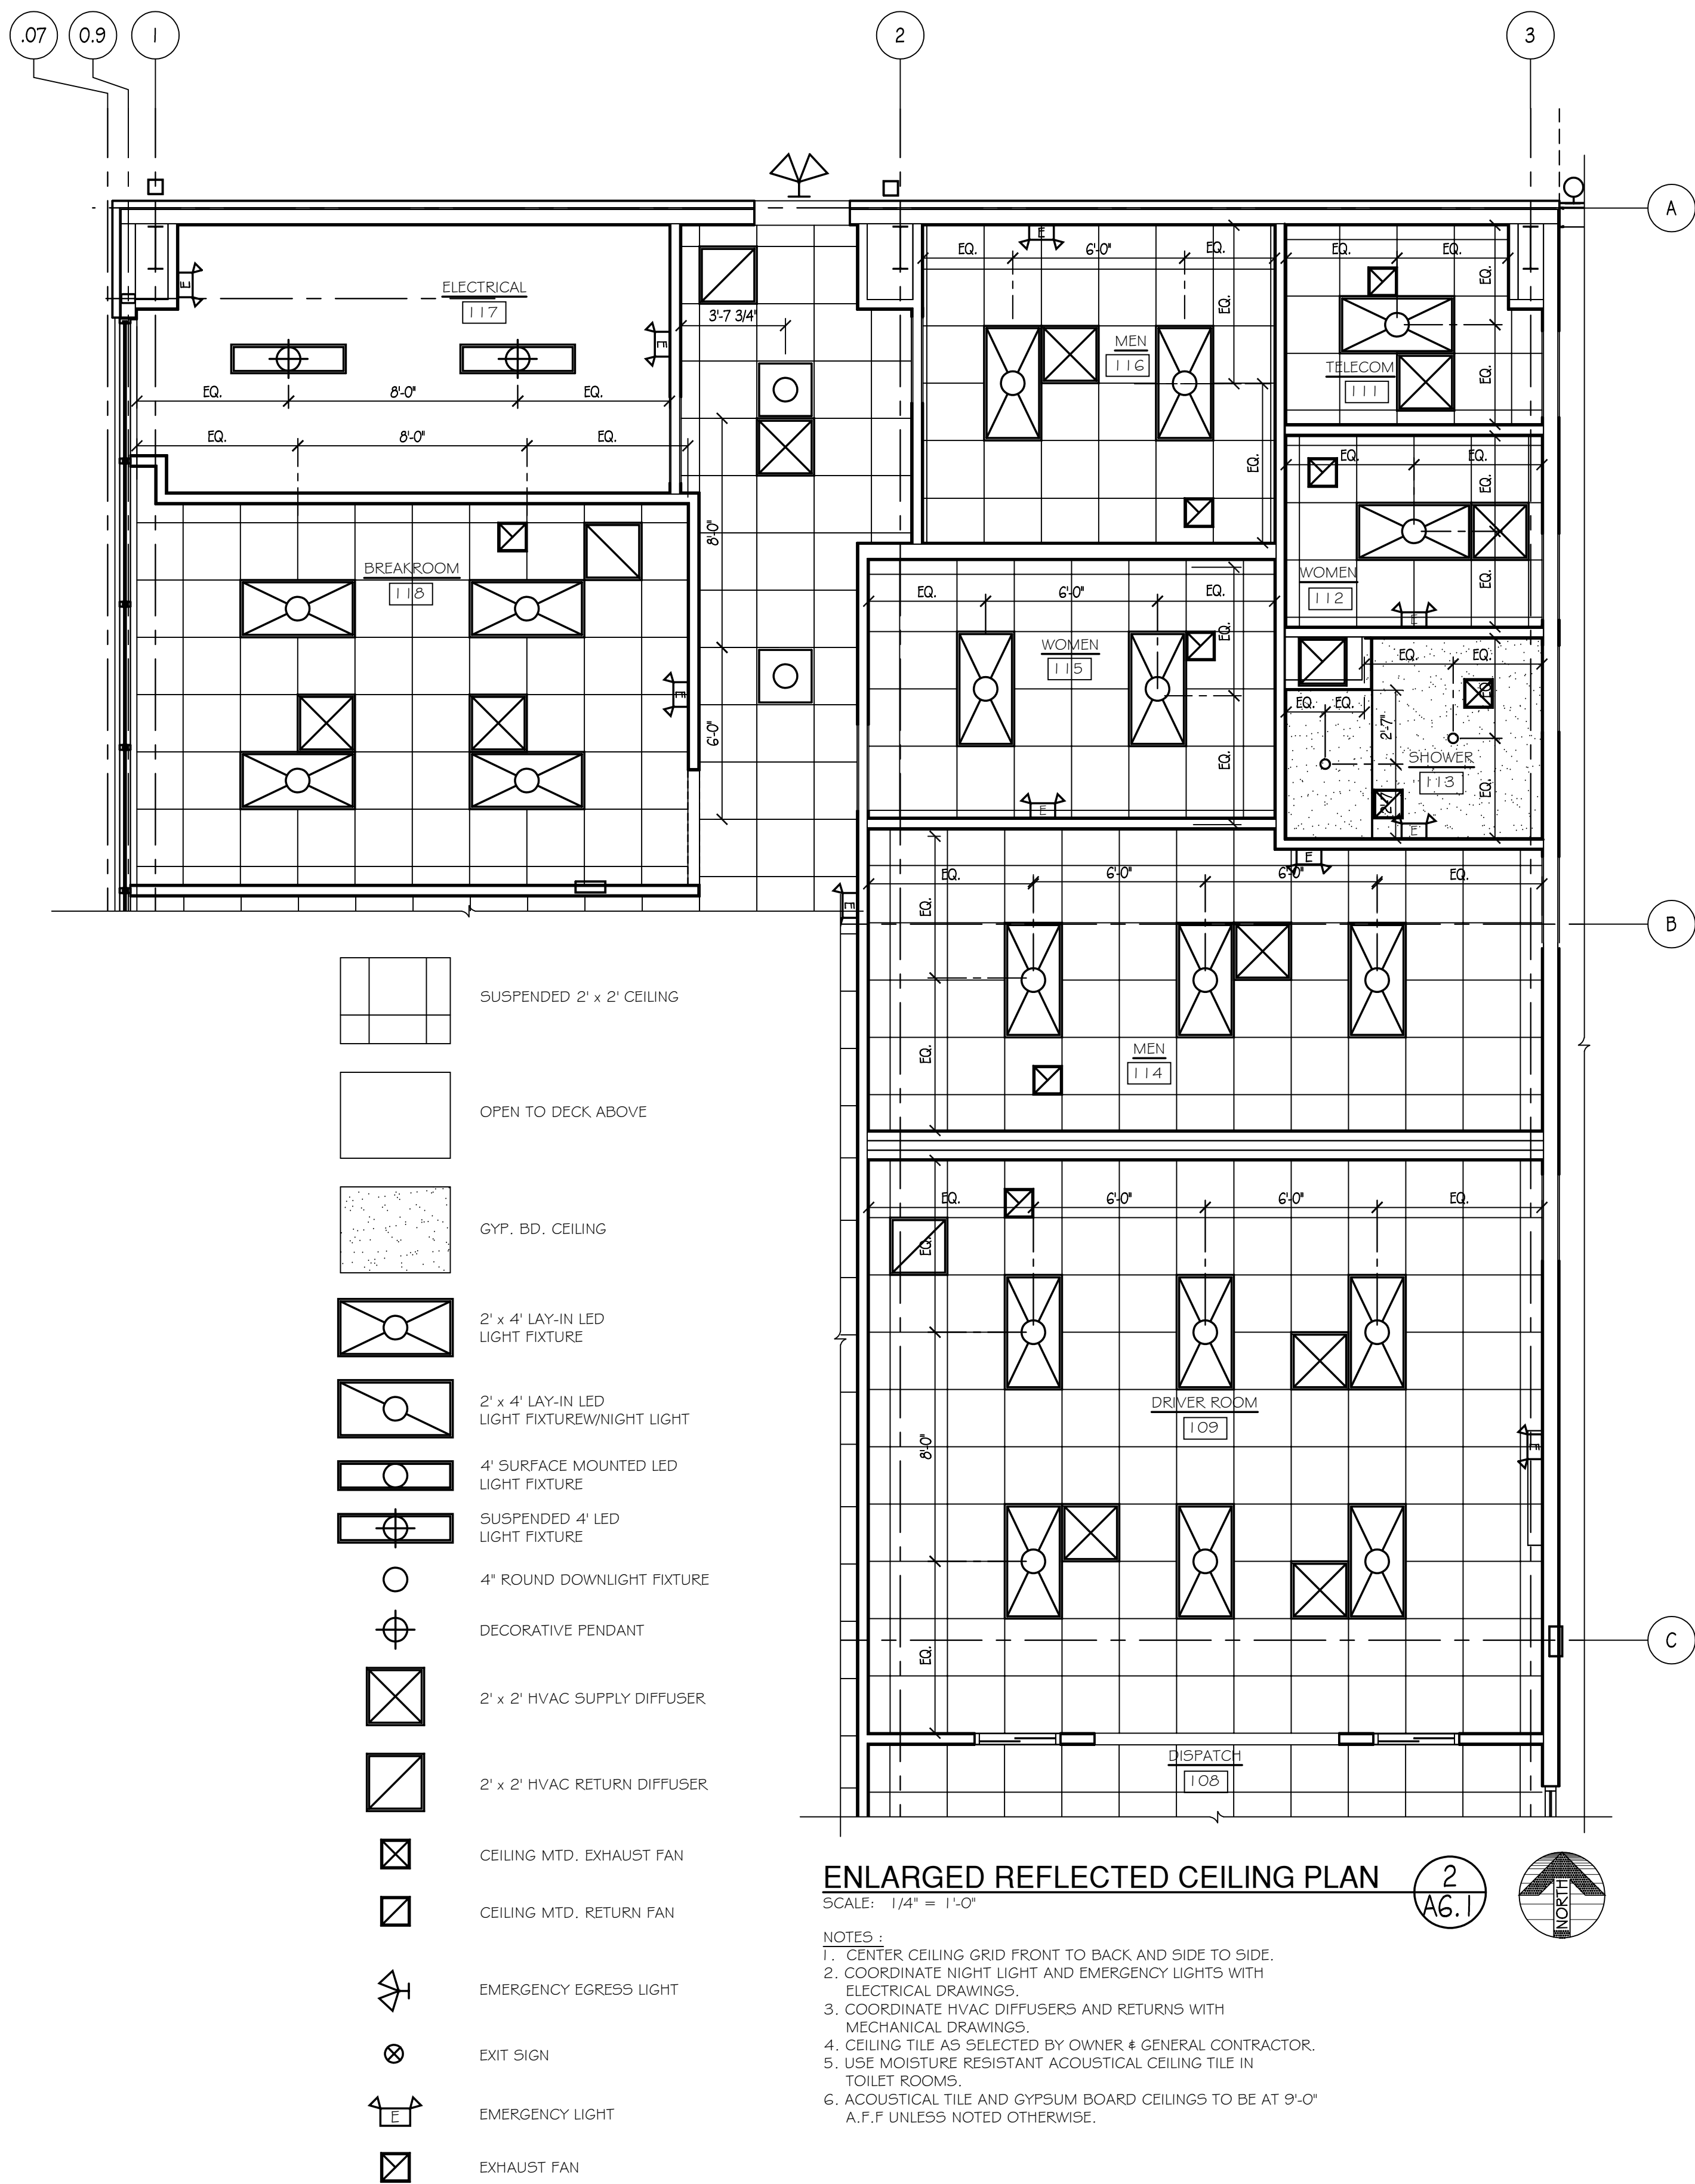 .07
0.9
1
2
3
A
ELECTRICAL
117
EQ.
8'-0"
EQ.
EQ.
8'-0"
EQ.
3'-7 3/4"
8'-0"
6'-0"
E
E
E
BREAKROOM
118
E
EQ.
6'-0"
EQ.
EQ.
EQ.
MEN
116
EQ.
EQ.
EQ.
EQ.
TELECOM
111
EQ.
EQ.
EQ.
EQ.
WOMEN
112
E
EQ.
6'-0"
EQ.
EQ.
EQ.
WOMEN
115
E
EQ.
EQ.
EQ.
EQ.
EQ.
EQ.
2'-7"
2'-7"
SHOWER
113
E
E
E
EQ.
6'-0"
6'-0"
EQ.
EQ.
EQ.
B
MEN
114
EQ.
6'-0"
6'-0"
EQ.
EQ.
8'-0"
EQ.
DRIVER ROOM
109
E
C
DISPATCH
108
SUSPENDED 2' x 2' CEILING
OPEN TO DECK ABOVE
GYP. BD. CEILING
2' x 4' LAY-IN LED
LIGHT FIXTURE
2' x 4' LAY-IN LED
LIGHT FIXTUREW/NIGHT LIGHT
4' SURFACE MOUNTED LED
LIGHT FIXTURE
SUSPENDED 4' LED
LIGHT FIXTURE
4" ROUND DOWNLIGHT FIXTURE
DECORATIVE PENDANT
2' x 2' HVAC SUPPLY DIFFUSER
2' x 2' HVAC RETURN DIFFUSER
CEILING MTD. EXHAUST FAN
CEILING MTD. RETURN FAN
EMERGENCY EGRESS LIGHT
EXIT SIGN
E
EMERGENCY LIGHT
EXHAUST FAN
ENLARGED REFLECTED CEILING PLAN
SCALE: 1/4" = 1'-0"
2
A6.1
NORTH
NOTES :
1. CENTER CEILING GRID FRONT TO BACK AND SIDE TO SIDE.
2. COORDINATE NIGHT LIGHT AND EMERGENCY LIGHTS WITH
ELECTRICAL DRAWINGS.
3. COORDINATE HVAC DIFFUSERS AND RETURNS WITH
MECHANICAL DRAWINGS.
4. CEILING TILE AS SELECTED BY OWNER & GENERAL CONTRACTOR.
5. USE MOISTURE RESISTANT ACOUSTICAL CEILING TILE IN
TOILET ROOMS.
6. ACOUSTICAL TILE AND GYPSUM BOARD CEILINGS TO BE AT 9'-0"
A.F.F UNLESS NOTED OTHERWISE.